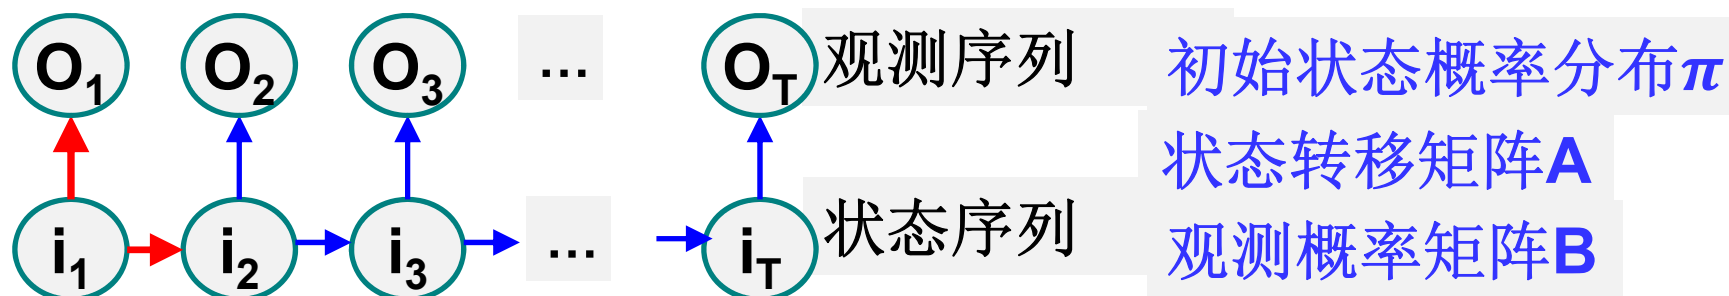 O1 O2 O3 … OT 观测序列
i1 i2 i3 … iT 状态序列
初始状态概率分布π
状态转移矩阵A
观测概率矩阵B